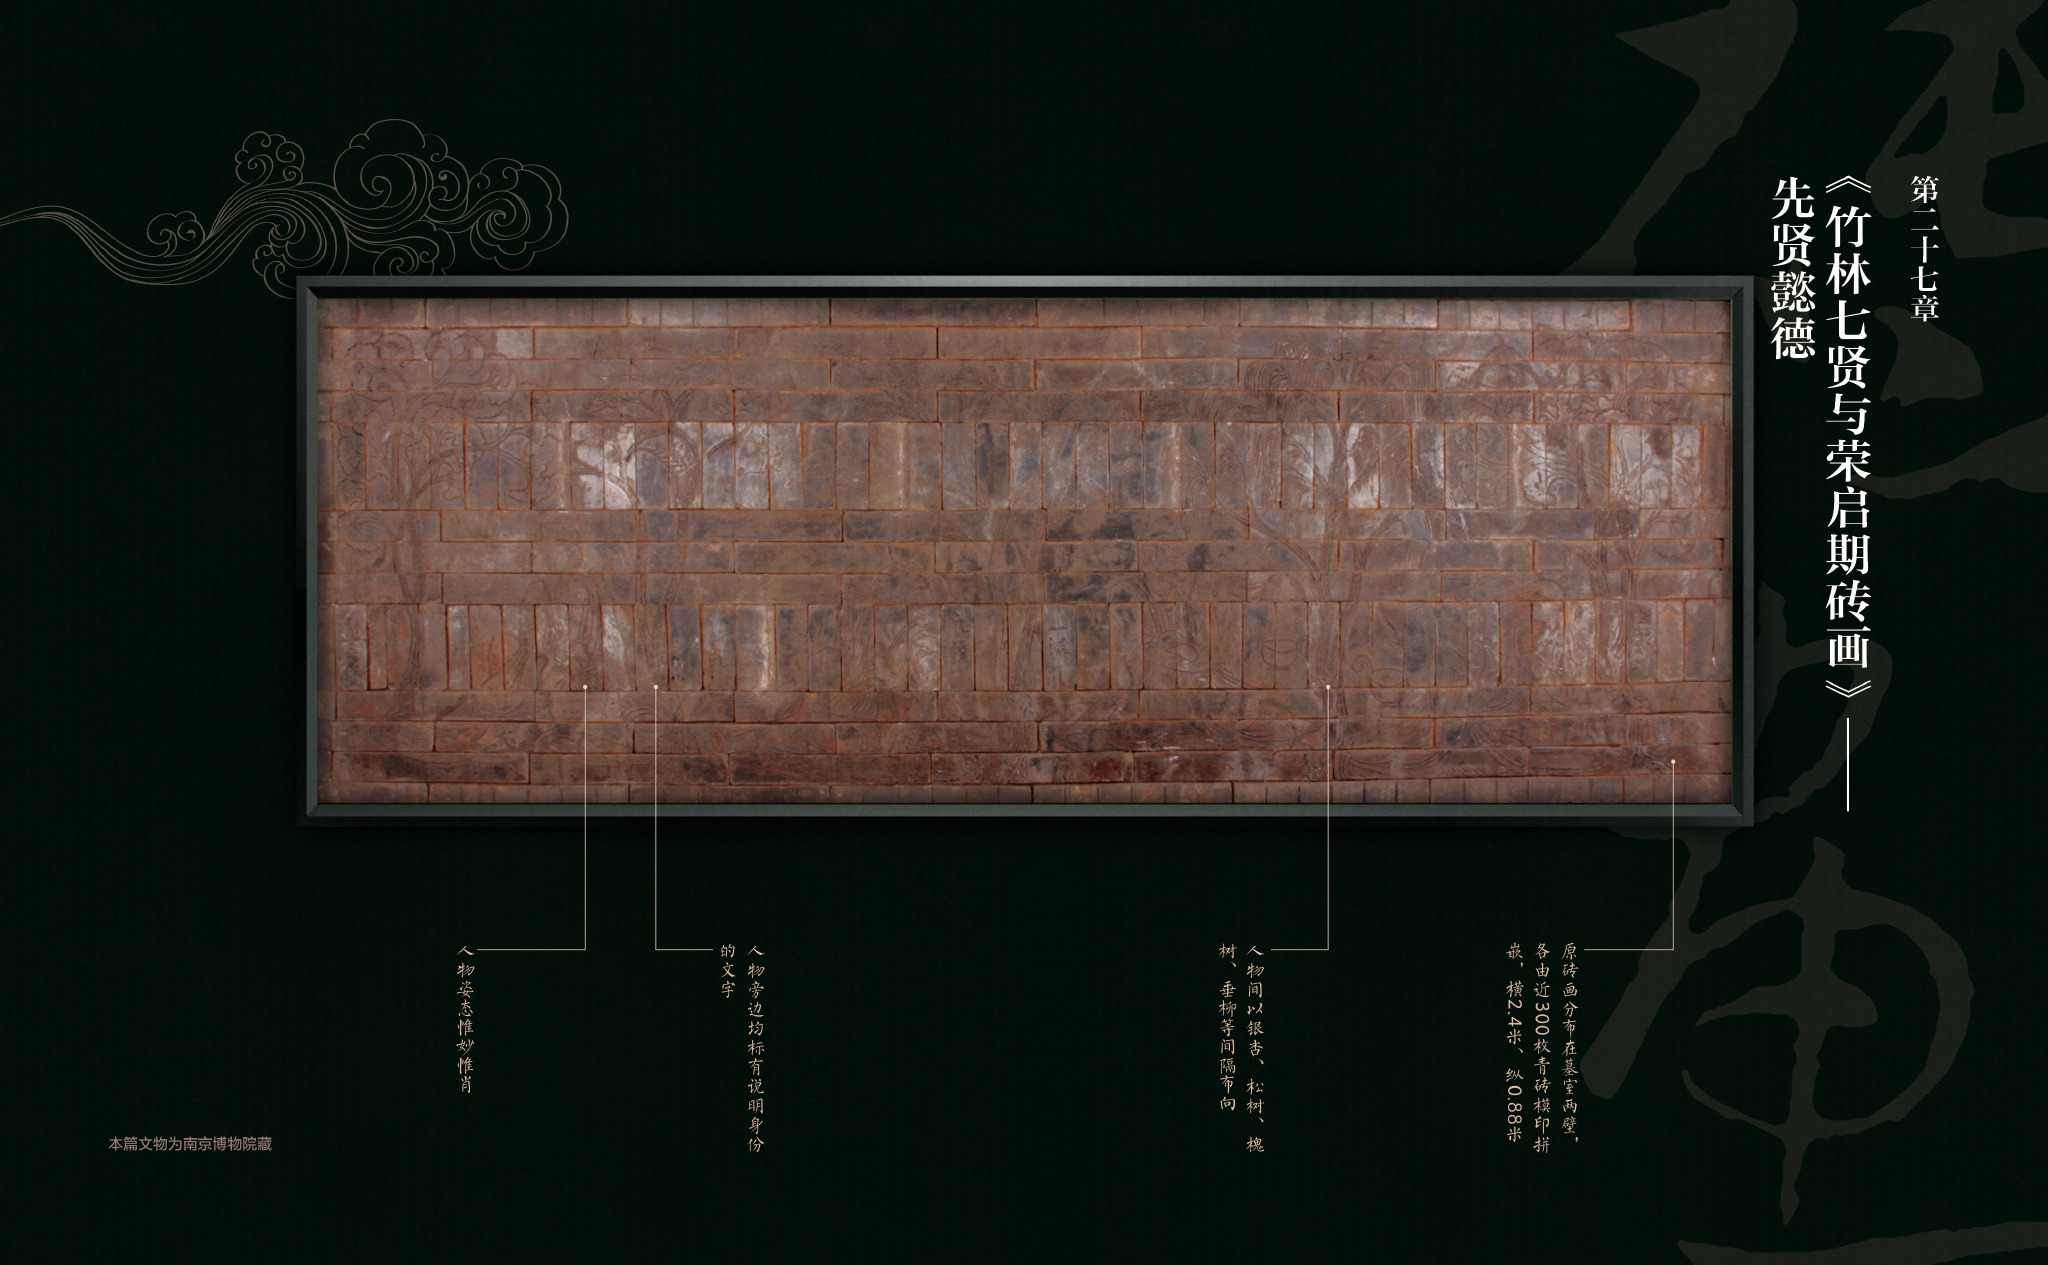 第二十七章
《竹林七贤与荣启期砖画》——
先贤懿德
原砖画分布在墓室两壁，
各由近300枚青砖模印拼
嵌，横2.4米、纵0.88米
人物间以银杏、松树、槐
树、垂柳等间隔布向
人物旁边均标有说明身份
的文字
人物姿态惟妙惟肖
本篇文物为南京博物院藏